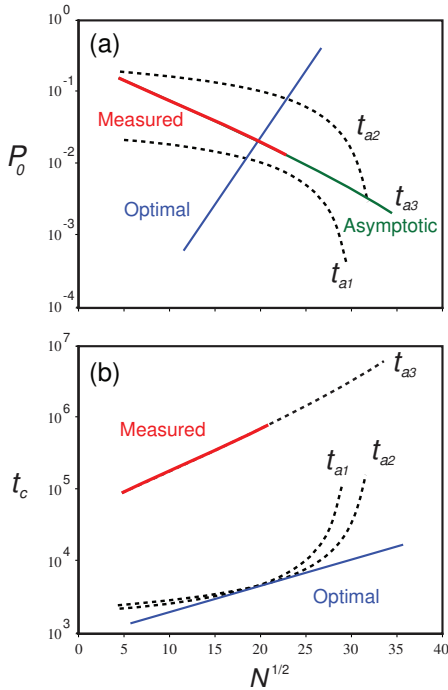 10^0
(a)
10^-1
Measured
t_a2
P_0
10^-2
Optimal
t_a3
10^-3
Asymptotic
t_a1
10^-4
10^7
(b)
t_a3
10^6
Measured
t_a1 t_a2
t_c
10^5
10^4
Optimal
10^3
0 5 10 15 20 25 30 35 40
N^1/2